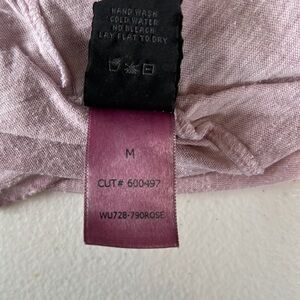 HAND WASH
COLD WATER
NO BLEACH
LAY FLAT TO DRY
M
CUT# 600497
WU728-790ROSE